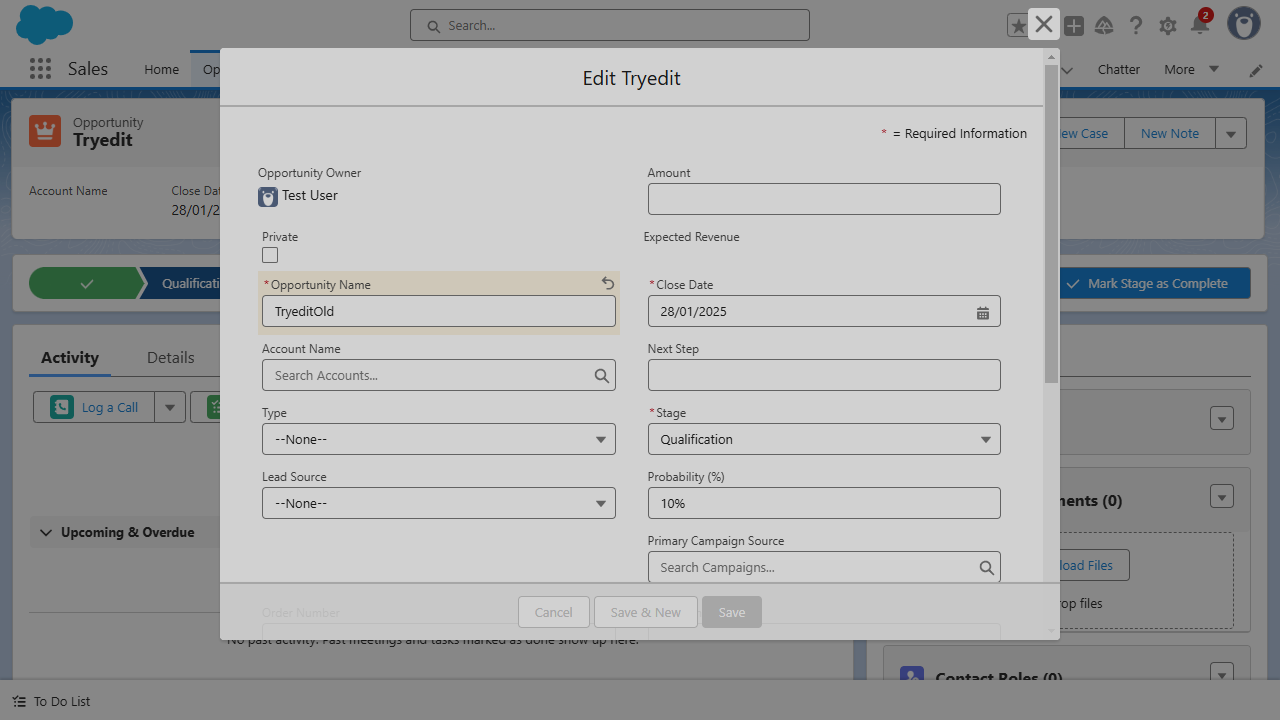 Search...
2
Sales
Home
Op
Chatter
More
Edit Tryedit
* = Required Information
Opportunity
Tryedit
ew Case
New Note
Account Name
Close Dat
28/01/2
Opportunity Owner
Test User
Amount
Private
Expected Revenue
*Opportunity Name
TryeditOld
*Close Date
28/01/2025
Qualificati
Mark Stage as Complete
Account Name
Search Accounts...
Next Step
Activity
Details
Log a Call
Type
--None--
*Stage
Qualification
Lead Source
--None--
Probability (%)
10%
ments (0)
Upcoming & Overdue
Primary Campaign Source
Search Campaigns...
load Files
rop files
Order Number
Cancel
Save & New
Save
No past activity. Past meetings and tasks marked as done show up here.
Contact Roles (0)
To Do List